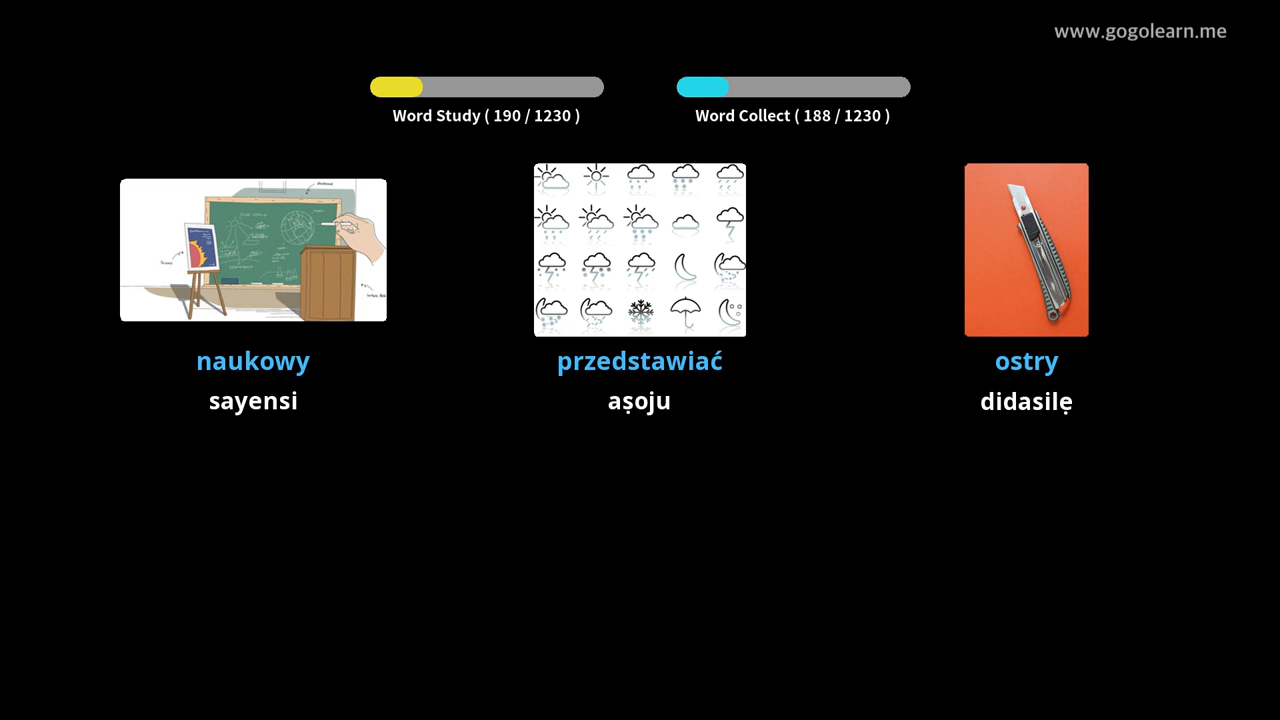 www.gogolearn.me
Word Study ( 190 / 1230 )
Word Collect ( 188 / 1230 )
naukowy
przedstawiać
ostry
sayensi
aṣoju
didasilẹ